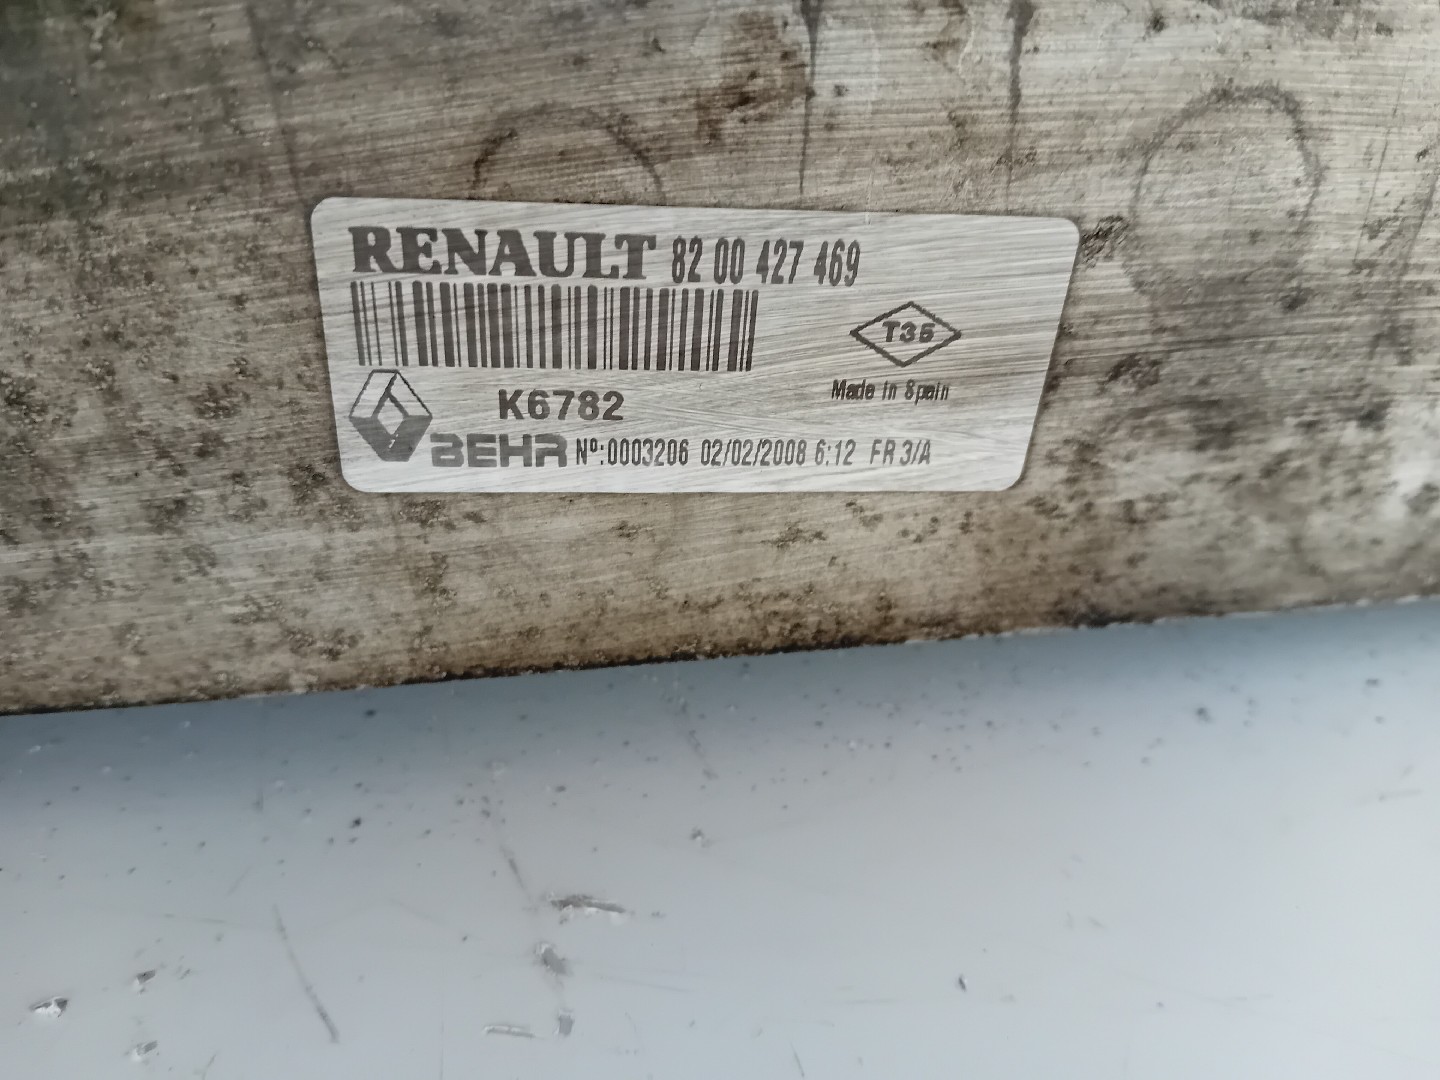 RENAULT 82 00 427 469
T35
Made in Spain
K6782
BEHR Nº:0003206 02/02/2008 6:12 FR 3/A